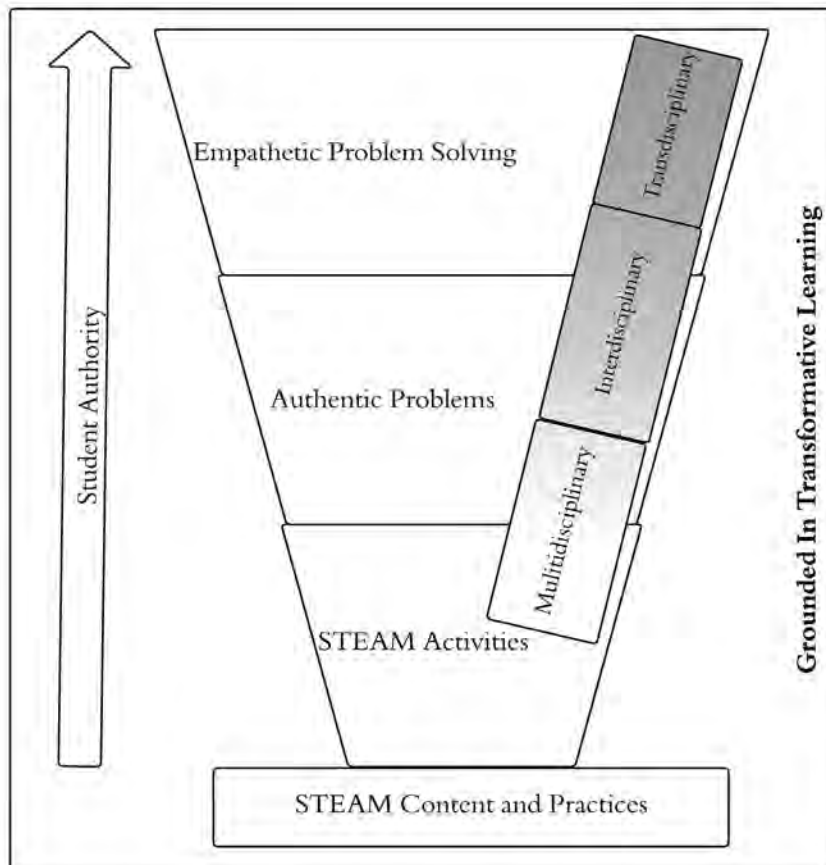 Empathetic Problem Solving
Transdisciplinary
Interdisciplinary
Authentic Problems
Mulitidisciplinary
STEAM Activities
STEAM Content and Practices
Student Authority
Grounded In Transformative Learning